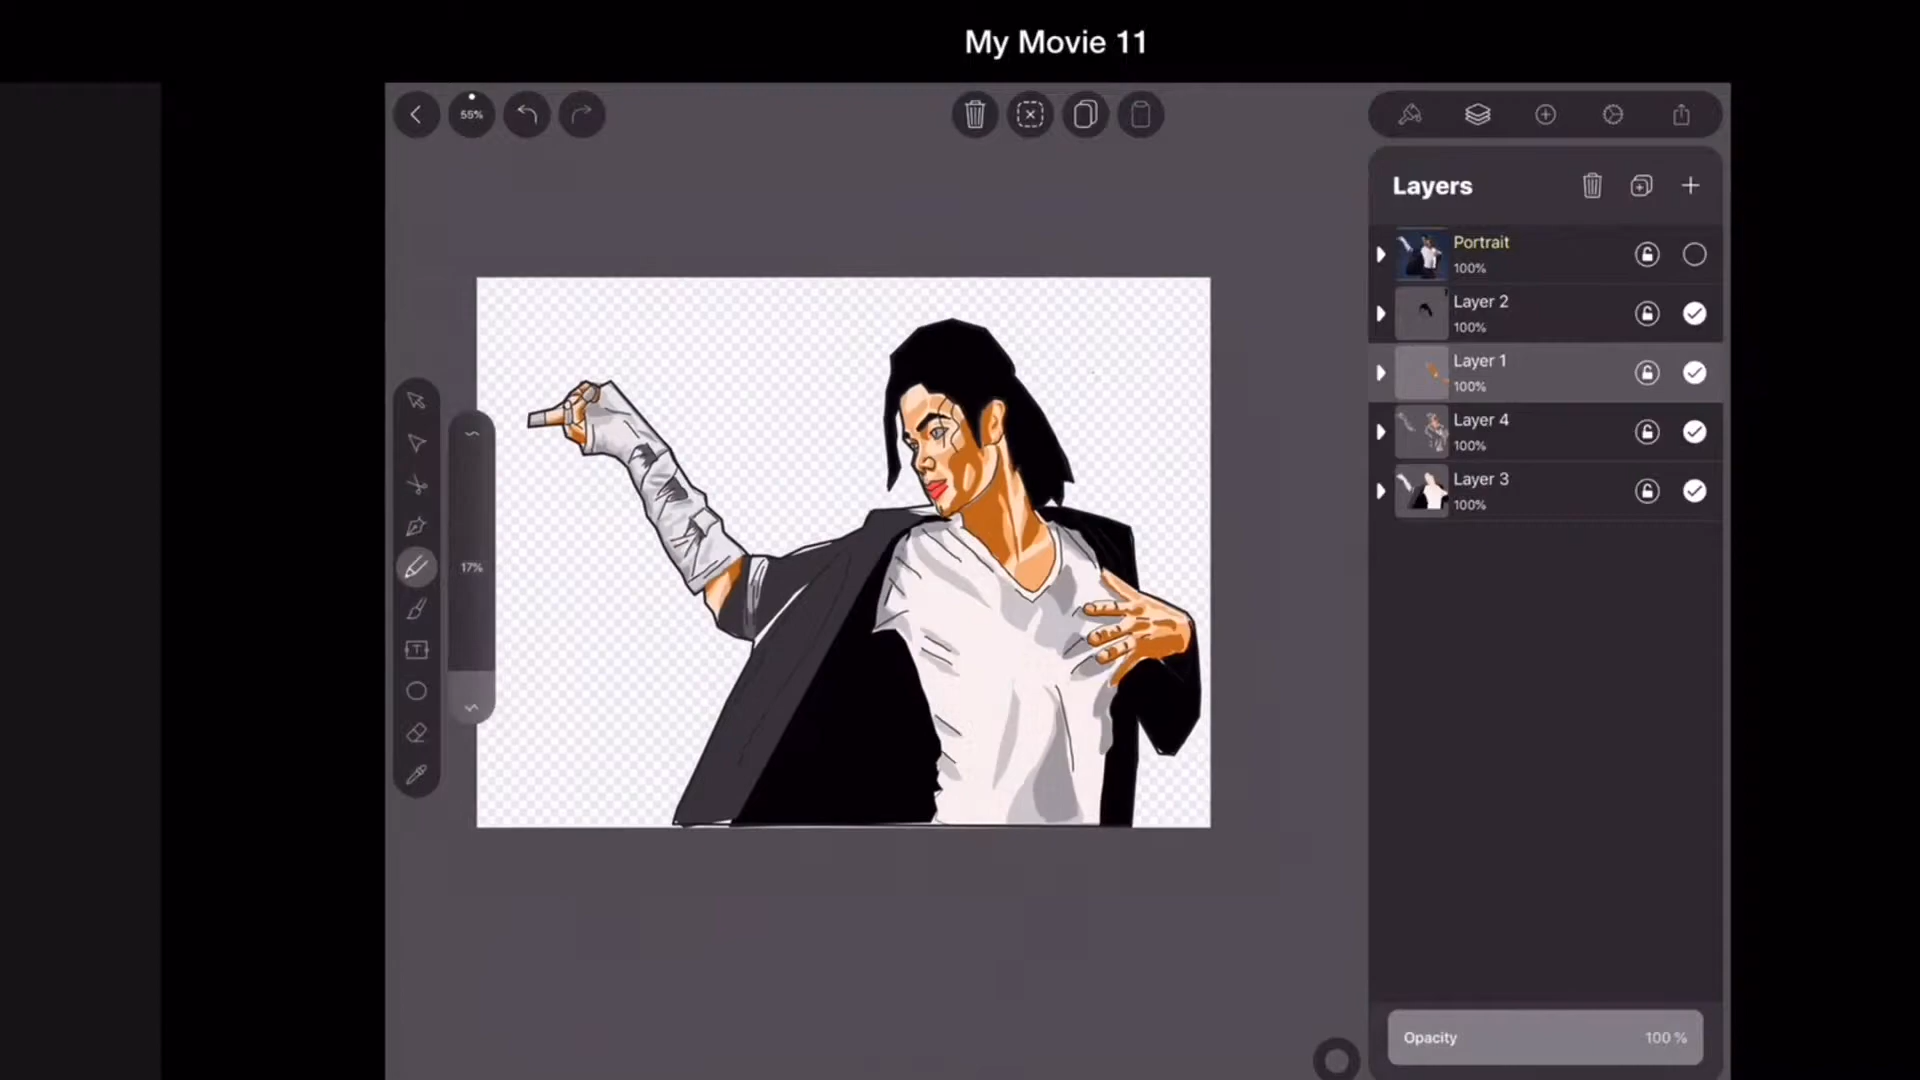 My Movie 11
55%
Layers
Portrait
100%
Layer 2
100%
Layer 1
100%
Layer 4
100%
Layer 3
100%
17%
T
Opacity 100 %